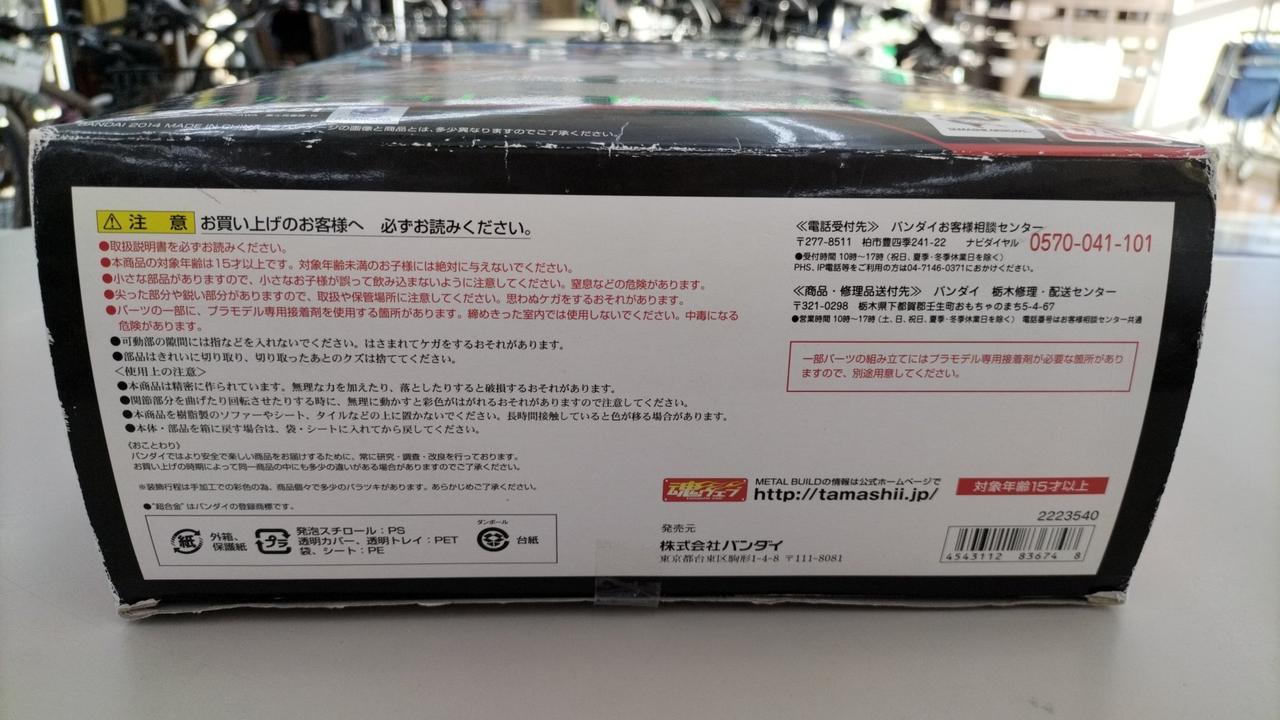 BANDAI 2014 MADE IN CHINA
の画像と商品とは、多少異なりますのでご了承ください。
注意 お買い上げのお客様へ 必ずお読みください。
●取扱説明書を必ずお読みください。
●本商品の対象年齢は15才以上です。対象年齢未満のお子様には絶対に与えないでください。
●小さな部品がありますので、小さなお子様が誤って飲み込まないように注意してください。窒息などの危険があります。
●尖った部分や鋭い部分がありますので、取扱や保管場所に注意してください。思わぬケガをするおそれがあります。
●パーツの一部に、プラモデル専用接着剤を使用する箇所があります。締めきった室内では使用しないでください。中毒になる
危険があります。
●可動部の隙間には指などを入れないでください。はさまれてケガをするおそれがあります。
●部品はきれいに切り取り、切り取ったあとのクズは捨ててください。
〈使用上の注意〉
●本商品は精密に作られています。無理な力を加えたり、落としたりすると破損するおそれがあります。
●関節部分を曲げたり回転させたりする時に、無理に動かすと彩色がはがれるおそれがありますので注意してください。
●本商品を樹脂製のソファーやシート、タイルなどの上に置かないでください。長時間接触していると色が移る場合があります。
●本体・部品を箱に戻す場合は、袋・シートに入れてから戻してください。
〈おことわり〉
バンダイではより安全で楽しい商品をお届けするために、常に研究・調査・改良を行っております。
お買い上げの時期によって同一商品の中にも多少の違いがある場合がありますのでご了承ください。
※装飾行程は手加工での彩色の為、商品個々で多少のバラツキがあります。あらかじめご了承ください。
●“超合金”はバンダイの登録商標です。
紙 外箱、
保護紙
プラ 発泡スチロール：PS
透明カバー、透明トレイ：PET
袋、シート：PE
ダンボール 台紙
≪電話受付先≫ バンダイお客様相談センター
〒277-8511 柏市豊四季241-22 ナビダイヤル 0570-041-101
●受付時間 10時～17時（祝日、夏季・冬季休業日を除く）
PHS、IP電話等をご利用の方は04-7146-0371におかけください。
≪商品・修理品送付先≫ バンダイ 栃木修理・配送センター
〒321-0298 栃木県下都賀郡壬生町おもちゃのまち5-4-67
●営業時間 10時～17時（土、日、祝日、夏季・冬季休業日を除く） 電話番号はお客様相談センター共通
一部パーツの組み立てにはプラモデル専用接着剤が必要な箇所があり
ますので、別途用意してください。
魂ウェブ METAL BUILDの情報は公式ホームページで
http://tamashii.jp/
対象年齢15才以上
2223540
発売元
株式会社バンダイ
東京都台東区駒形1-4-8 〒111-8081
4543112 83674 8